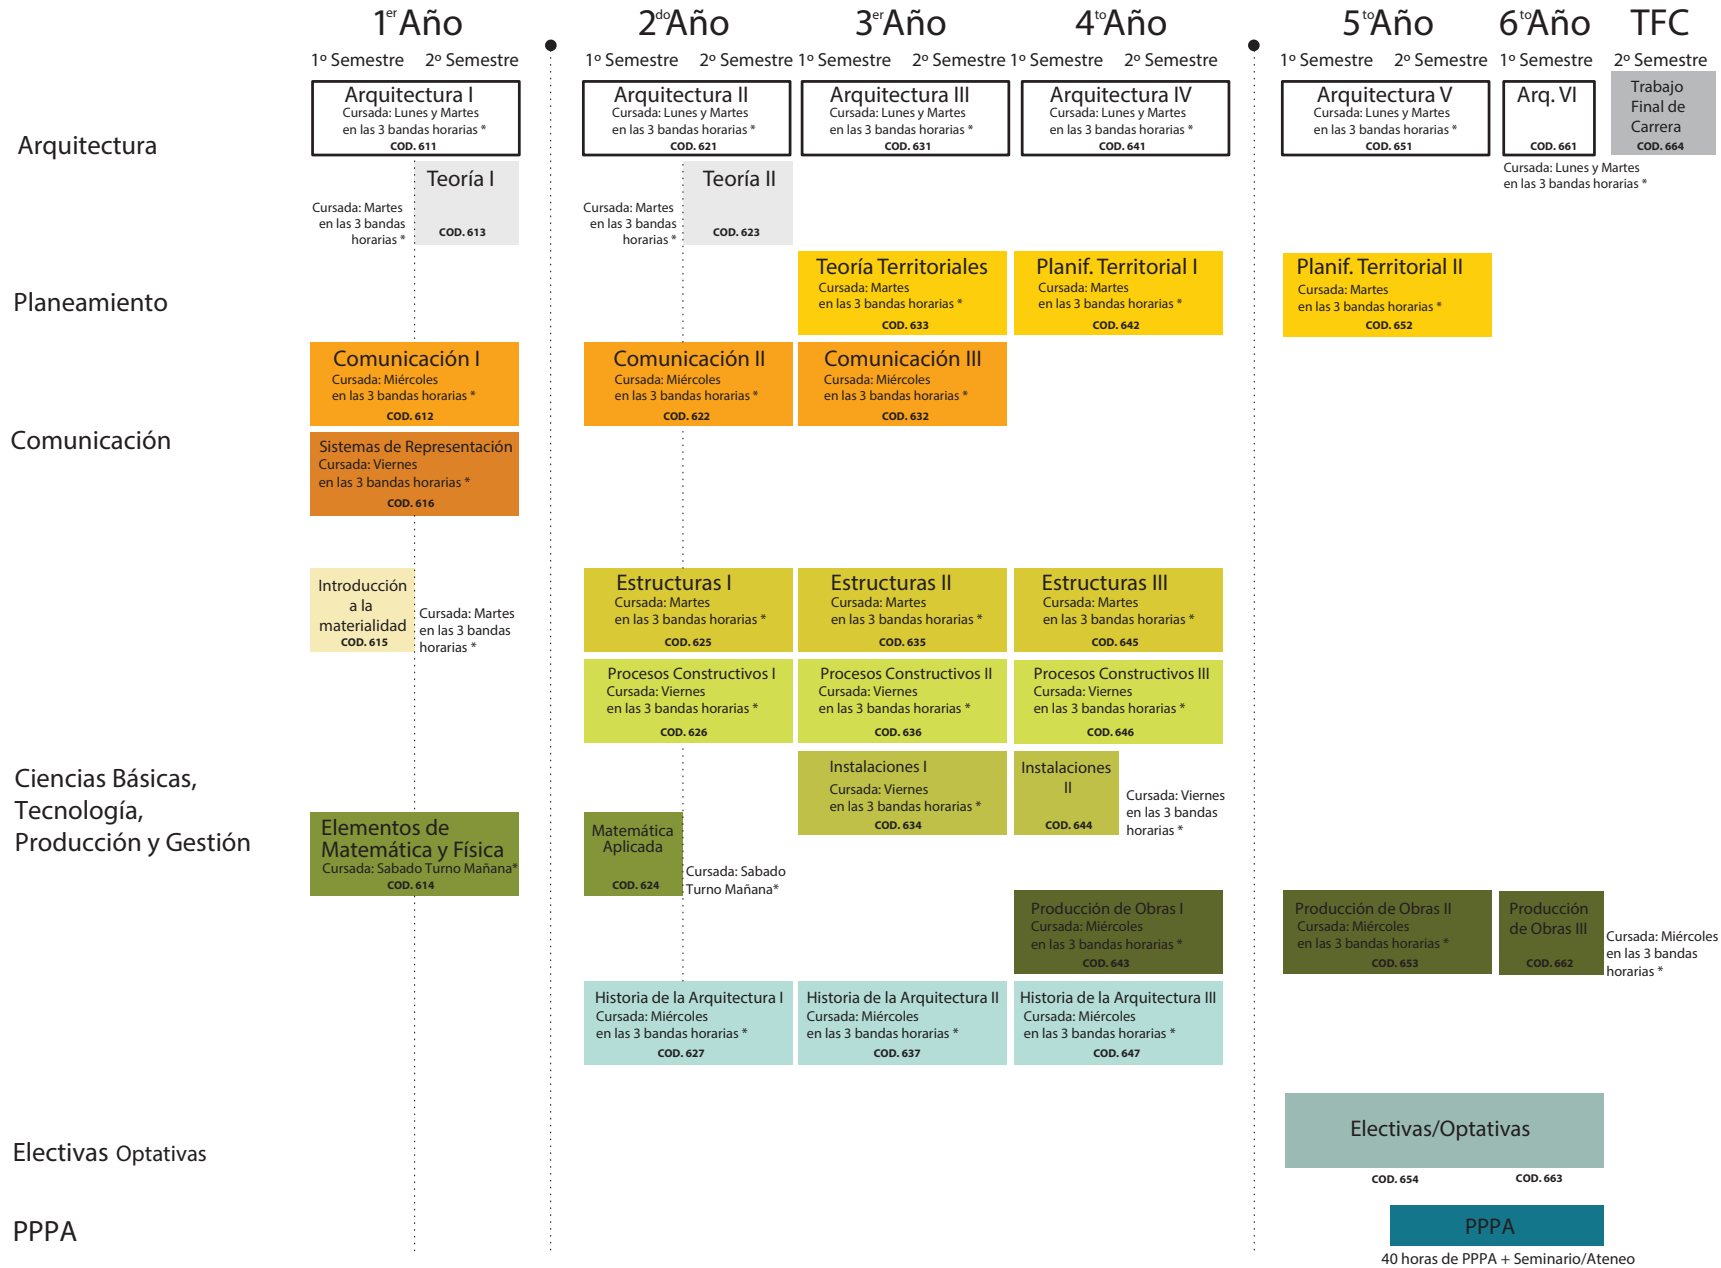 1er Año
2do Año
3er Año
4to Año
5to Año
6to Año
TFC
1º Semestre 2º Semestre
1º Semestre 2º Semestre
1º Semestre 2º Semestre
1º Semestre 2º Semestre
1º Semestre 2º Semestre
1º Semestre
2º Semestre
Arquitectura
Arquitectura I
Cursada: Lunes y Martes
en las 3 bandas horarias *
COD. 611
Arquitectura II
Cursada: Lunes y Martes
en las 3 bandas horarias *
COD. 621
Arquitectura III
Cursada: Lunes y Martes
en las 3 bandas horarias *
COD. 631
Arquitectura IV
Cursada: Lunes y Martes
en las 3 bandas horarias *
COD. 641
Arquitectura V
Cursada: Lunes y Martes
en las 3 bandas horarias *
COD. 651
Arq. VI
COD. 661
Cursada: Lunes y Martes
en las 3 bandas horarias *
Trabajo
Final de
Carrera
COD. 664
Teoría I
COD. 613
Cursada: Martes
en las 3 bandas
horarias *
Teoría II
COD. 623
Cursada: Martes
en las 3 bandas
horarias *
Planeamiento
Teoría Territoriales
Cursada: Martes
en las 3 bandas horarias *
COD. 633
Planif. Territorial I
Cursada: Martes
en las 3 bandas horarias *
COD. 642
Planif. Territorial II
Cursada: Martes
en las 3 bandas horarias *
COD. 652
Comunicación
Comunicación I
Cursada: Miércoles
en las 3 bandas horarias *
COD. 612
Comunicación II
Cursada: Miércoles
en las 3 bandas horarias *
COD. 622
Comunicación III
Cursada: Miércoles
en las 3 bandas horarias *
COD. 632
Sistemas de Representación
Cursada: Viernes
en las 3 bandas horarias *
COD. 616
Ciencias Básicas,
Tecnología,
Producción y Gestión
Introducción
a la
materialidad
COD. 615
Cursada: Martes
en las 3 bandas
horarias *
Estructuras I
Cursada: Martes
en las 3 bandas horarias *
COD. 625
Estructuras II
Cursada: Martes
en las 3 bandas horarias *
COD. 635
Estructuras III
Cursada: Martes
en las 3 bandas horarias *
COD. 645
Procesos Constructivos I
Cursada: Viernes
en las 3 bandas horarias *
COD. 626
Procesos Constructivos II
Cursada: Viernes
en las 3 bandas horarias *
COD. 636
Procesos Constructivos III
Cursada: Viernes
en las 3 bandas horarias *
COD. 646
Instalaciones I
Cursada: Viernes
en las 3 bandas horarias *
COD. 634
Instalaciones
II
COD. 644
Cursada: Viernes
en las 3 bandas
horarias *
Elementos de
Matemática y Física
Cursada: Sabado Turno Mañana*
COD. 614
Matemática
Aplicada
COD. 624
Cursada: Sabado
Turno Mañana*
Producción de Obras I
Cursada: Miércoles
en las 3 bandas horarias *
COD. 643
Producción de Obras II
Cursada: Miércoles
en las 3 bandas horarias *
COD. 653
Producción
de Obras III
COD. 662
Cursada: Miércoles
en las 3 bandas
horarias *
Historia de la Arquitectura I
Cursada: Miércoles
en las 3 bandas horarias *
COD. 627
Historia de la Arquitectura II
Cursada: Miércoles
en las 3 bandas horarias *
COD. 637
Historia de la Arquitectura III
Cursada: Miércoles
en las 3 bandas horarias *
COD. 647
Electivas Optativas
Electivas/Optativas
COD. 654
COD. 663
PPPA
PPPA
40 horas de PPPA + Seminario/Ateneo